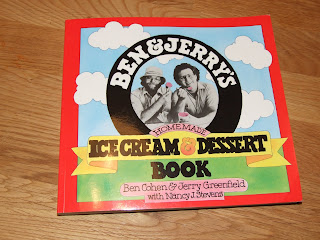 BEN & JERRY'S
HOMEMADE
ICE CREAM & DESSERT
BOOK
Ben Cohen & Jerry Greenfield
with Nancy J. Stevens